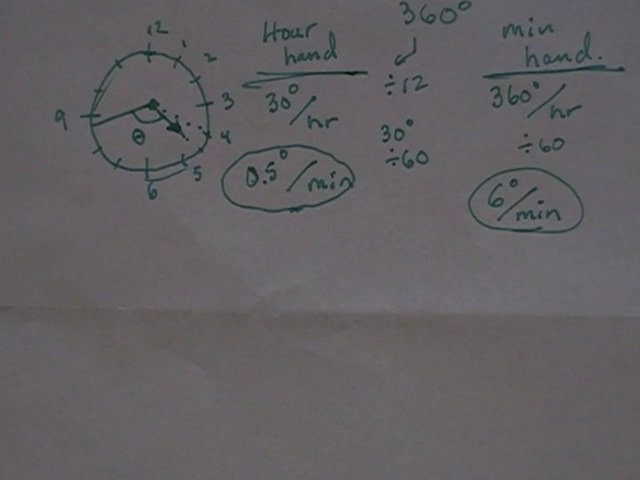 12
1
2
3
4
5
6
9
θ
Hour
hand
30°/hr
0.5°/min
360°
÷12
30°
÷60
min
hand.
360°/hr
÷60
6°/min